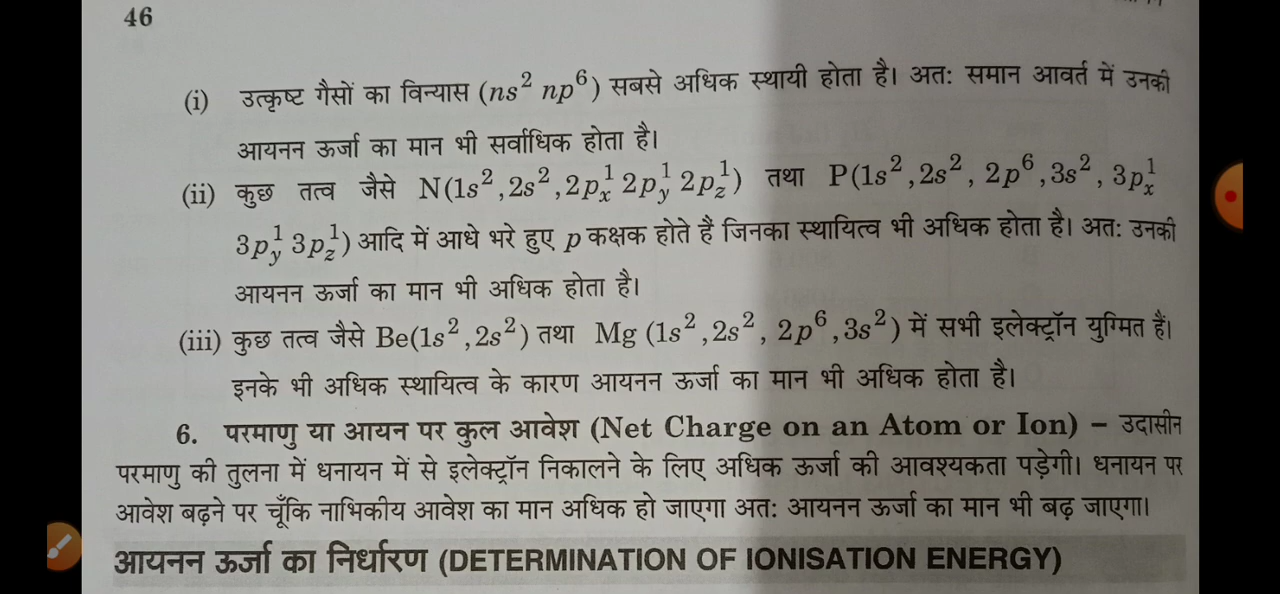 46
(i) उत्कृष्ट गैसों का विन्यास (ns² np⁶) सबसे अधिक स्थायी होता है। अतः समान आवर्त में उनकी
आयनन ऊर्जा का मान भी सर्वाधिक होता है।
(ii) कुछ तत्व जैसे N(1s²,2s²,2pₓ¹ 2p_y¹ 2p_z¹) तथा P(1s²,2s², 2p⁶,3s², 3pₓ¹
3p_y¹ 3p_z¹) आदि में आधे भरे हुए p कक्षक होते हैं जिनका स्थायित्व भी अधिक होता है। अतः उनकी
आयनन ऊर्जा का मान भी अधिक होता है।
(iii) कुछ तत्व जैसे Be(1s²,2s²) तथा Mg (1s²,2s², 2p⁶,3s²) में सभी इलेक्ट्रॉन युग्मित हैं।
इनके भी अधिक स्थायित्व के कारण आयनन ऊर्जा का मान भी अधिक होता है।
6. परमाणु या आयन पर कुल आवेश (Net Charge on an Atom or Ion) – उदासीन
परमाणु की तुलना में धनायन में से इलेक्ट्रॉन निकालने के लिए अधिक ऊर्जा की आवश्यकता पड़ेगी। धनायन पर
आवेश बढ़ने पर चूँकि नाभिकीय आवेश का मान अधिक हो जाएगा अतः आयनन ऊर्जा का मान भी बढ़ जाएगा।
आयनन ऊर्जा का निर्धारण (DETERMINATION OF IONISATION ENERGY)